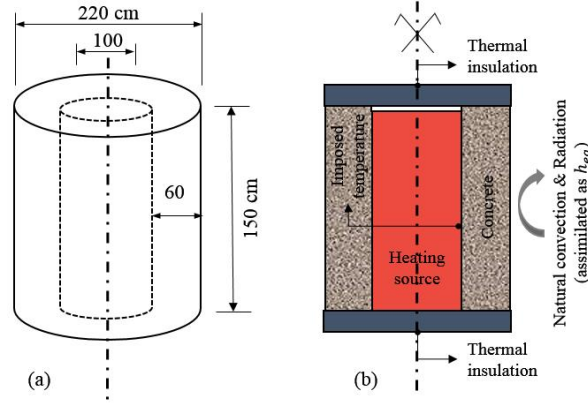 220 cm
100
60
150 cm
(a)
Thermal
insulation
Imposed
temperature
Heating
source
Concrete
Natural convection & Radiation
(assimilated as h_eq)
Thermal
insulation
(b)